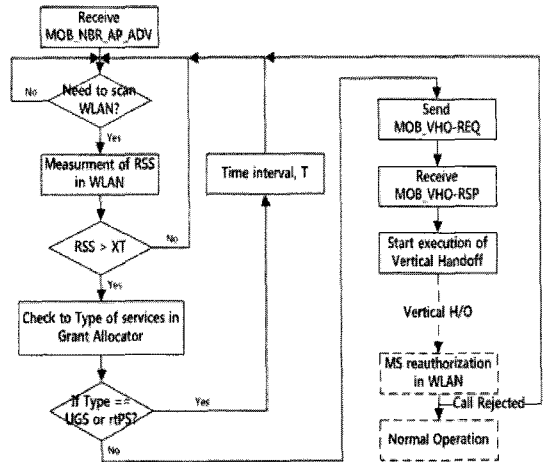 Receive
MOB_NBR_AP_ADV
No
Need to scan
WLAN?
Yes
Measurment of RSS
in WLAN
RSS > XT
No
Yes
Check to Type of services in
Grant Allocator
If Type ==
UGS or rtPS?
Yes
No
Time interval, T
Send
MOB_VHO-REQ
Receive
MOB_VHO-RSP
Start execution of
Vertical Handoff
Vertical H/O
MS reauthorization
in WLAN
Call Rejected
Normal Operation